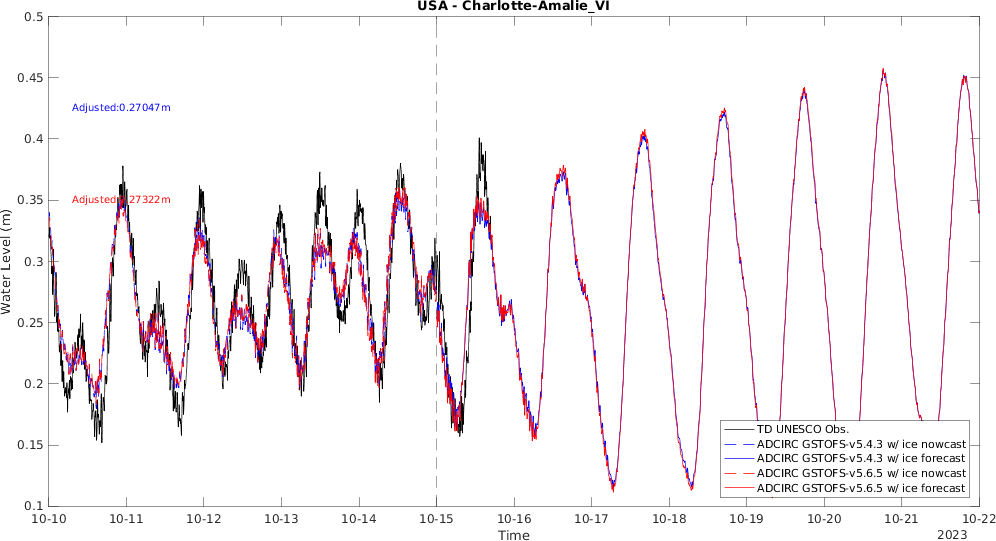 USA - Charlotte-Amalie_VI
0.5
0.45
0.4
0.35
0.3
0.25
0.2
0.15
0.1
Water Level (m)
Adjusted:0.27047m
Adjusted:0.27322m
TD UNESCO Obs.
ADCIRC GSTOFS-v5.4.3 w/ ice nowcast
ADCIRC GSTOFS-v5.4.3 w/ ice forecast
ADCIRC GSTOFS-v5.6.5 w/ ice nowcast
ADCIRC GSTOFS-v5.6.5 w/ ice forecast
10-10 10-11 10-12 10-13 10-14 10-15 10-16 10-17 10-18 10-19 10-20 10-21 10-22
Time
2023